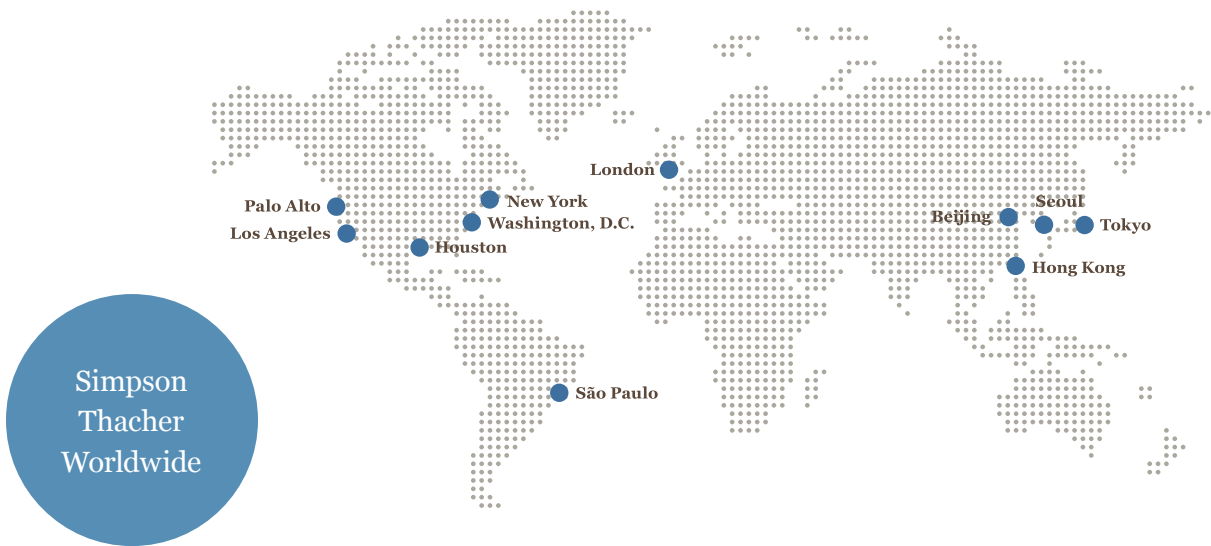 London
Palo Alto
New York
Seoul
Beijing
Washington, D.C.
Tokyo
Los Angeles
Houston
Hong Kong
Simpson
Thacher
Worldwide
São Paulo